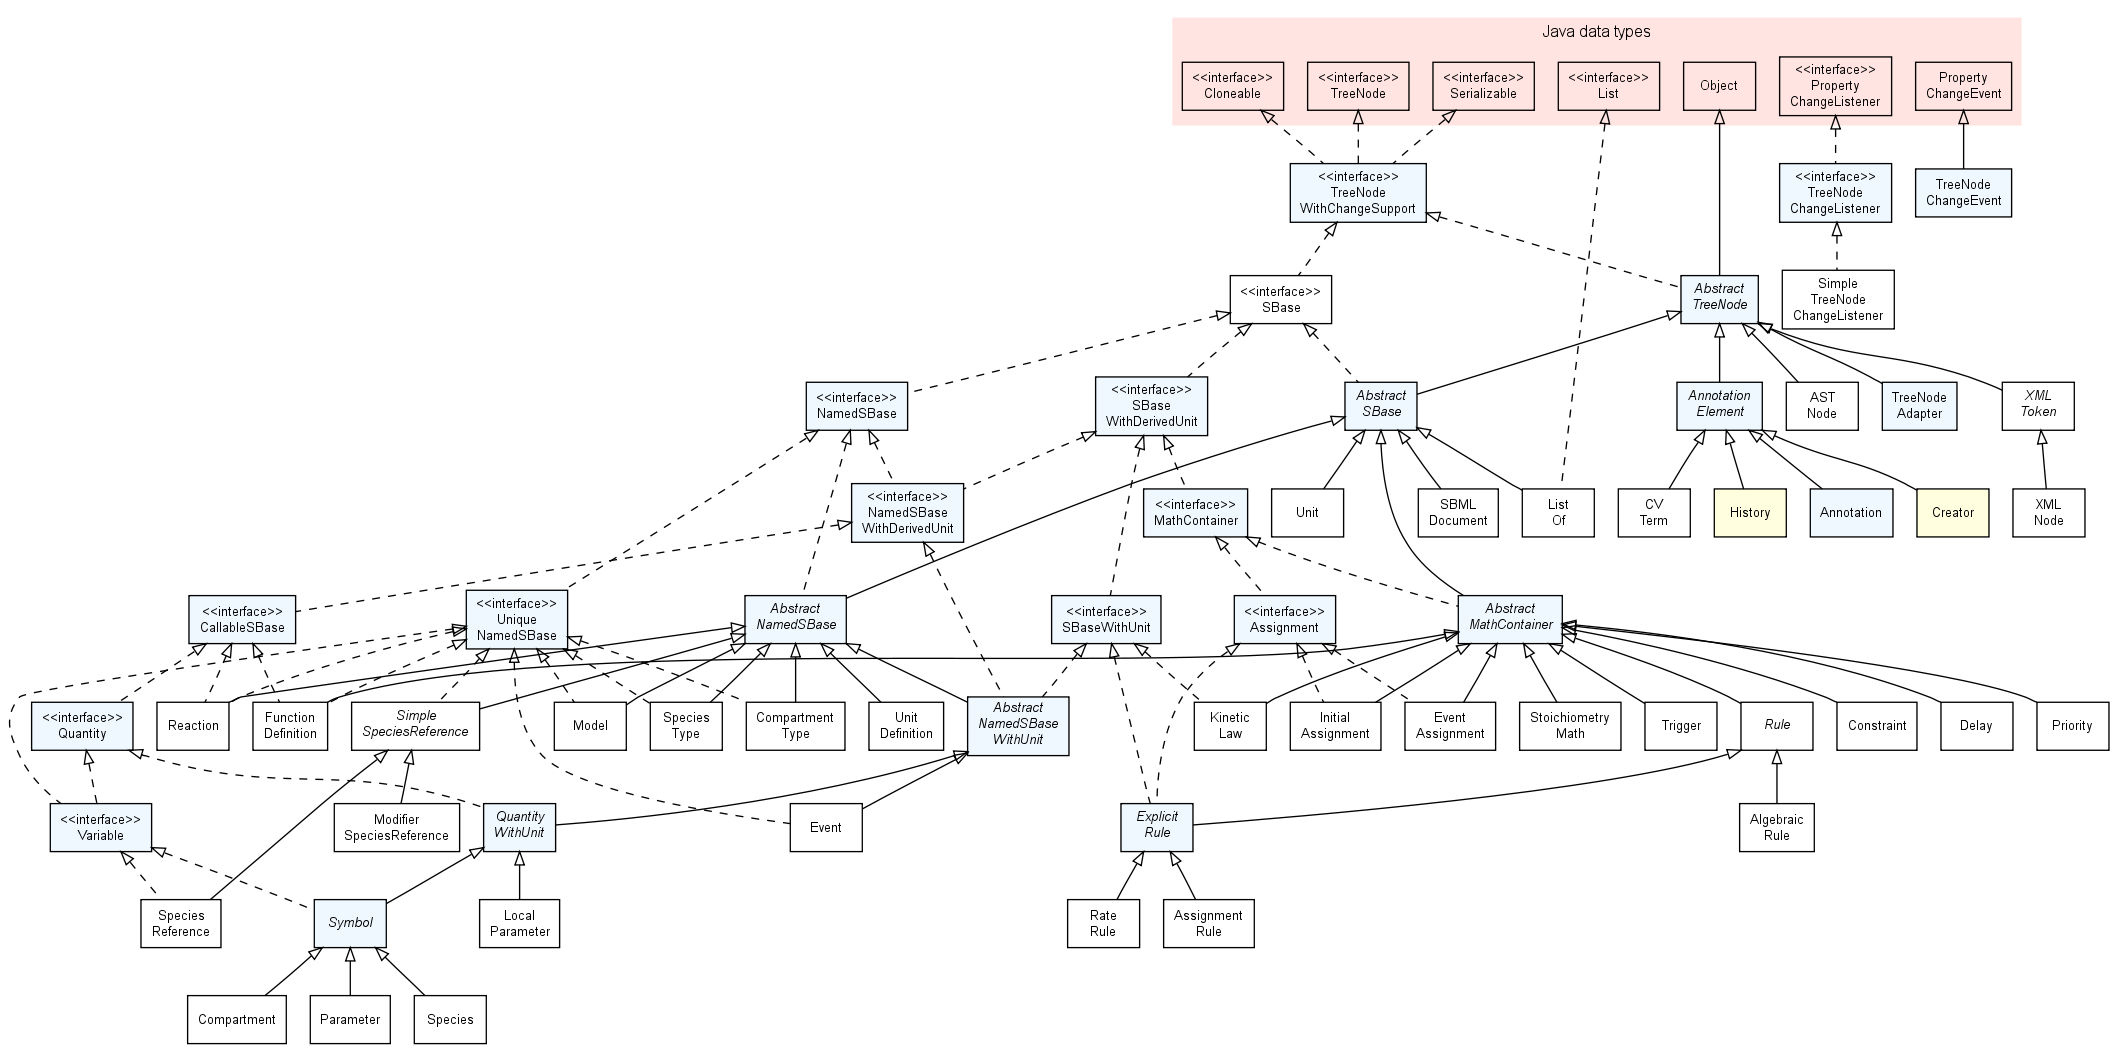 Java data types
<<interface>>
Cloneable
<<interface>>
TreeNode
<<interface>>
Serializable
<<interface>>
List
Object
<<interface>>
Property
ChangeListener
Property
ChangeEvent
<<interface>>
TreeNode
WithChangeSupport
<<interface>>
TreeNode
ChangeListener
TreeNode
ChangeEvent
<<interface>>
SBase
Abstract
TreeNode
Simple
TreeNode
ChangeListener
<<interface>>
NamedSBase
<<interface>>
SBase
WithDerivedUnit
Abstract
SBase
Annotation
Element
AST
Node
TreeNode
Adapter
XML
Token
<<interface>>
NamedSBase
WithDerivedUnit
<<interface>>
MathContainer
Unit
SBML
Document
List
Of
CV
Term
History
Annotation
Creator
XML
Node
<<interface>>
CallableSBase
<<interface>>
Unique
NamedSBase
Abstract
NamedSBase
<<interface>>
SBaseWithUnit
<<interface>>
Assignment
Abstract
MathContainer
<<interface>>
Quantity
Reaction
Function
Definition
Simple
SpeciesReference
Model
Species
Type
Compartment
Type
Unit
Definition
Abstract
NamedSBase
WithUnit
Kinetic
Law
Initial
Assignment
Event
Assignment
Stoichiometry
Math
Trigger
Rule
Constraint
Delay
Priority
<<interface>>
Variable
Modifier
SpeciesReference
Quantity
WithUnit
Event
Explicit
Rule
Algebraic
Rule
Species
Reference
Symbol
Local
Parameter
Rate
Rule
Assignment
Rule
Compartment
Parameter
Species